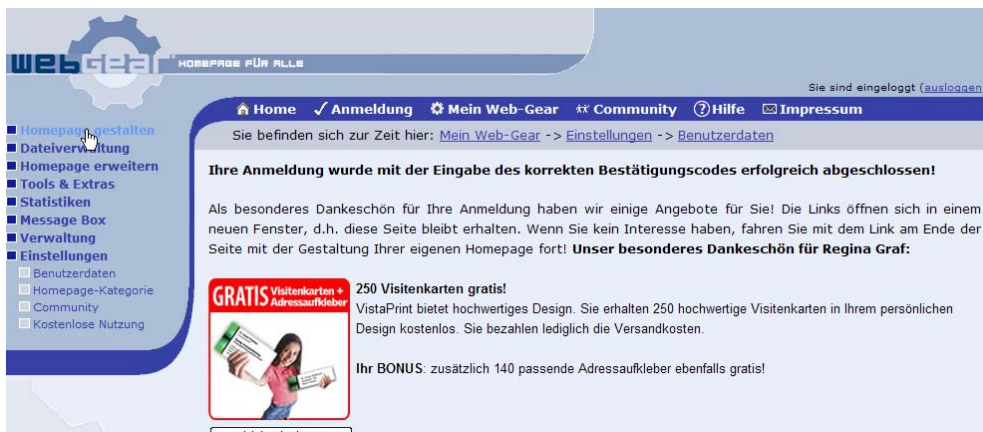 WebGear HOMEPAGE FÜR ALLE
Sie sind eingeloggt (ausloggen
Home Anmeldung Mein Web-Gear Community Hilfe Impressum
Sie befinden sich zur Zeit hier: Mein Web-Gear -> Einstellungen -> Benutzerdaten
Homepage gestalten
Dateiverwaltung
Homepage erweitern
Tools & Extras
Statistiken
Message Box
Verwaltung
Einstellungen
Benutzerdaten
Homepage-Kategorie
Community
Kostenlose Nutzung
Ihre Anmeldung wurde mit der Eingabe des korrekten Bestätigungscodes erfolgreich abgeschlossen!
Als besonderes Dankeschön für Ihre Anmeldung haben wir einige Angebote für Sie! Die Links öffnen sich in einem
neuen Fenster, d.h. diese Seite bleibt erhalten. Wenn Sie kein Interesse haben, fahren Sie mit dem Link am Ende der
Seite mit der Gestaltung Ihrer eigenen Homepage fort! Unser besonderes Dankeschön für Regina Graf:
GRATIS Visitenkarten +
Adressaufkleber
250 Visitenkarten gratis!
VistaPrint bietet hochwertiges Design. Sie erhalten 250 hochwertige Visitenkarten in Ihrem persönlichen
Design kostenlos. Sie bezahlen lediglich die Versandkosten.
Ihr BONUS: zusätzlich 140 passende Adressaufkleber ebenfalls gratis!